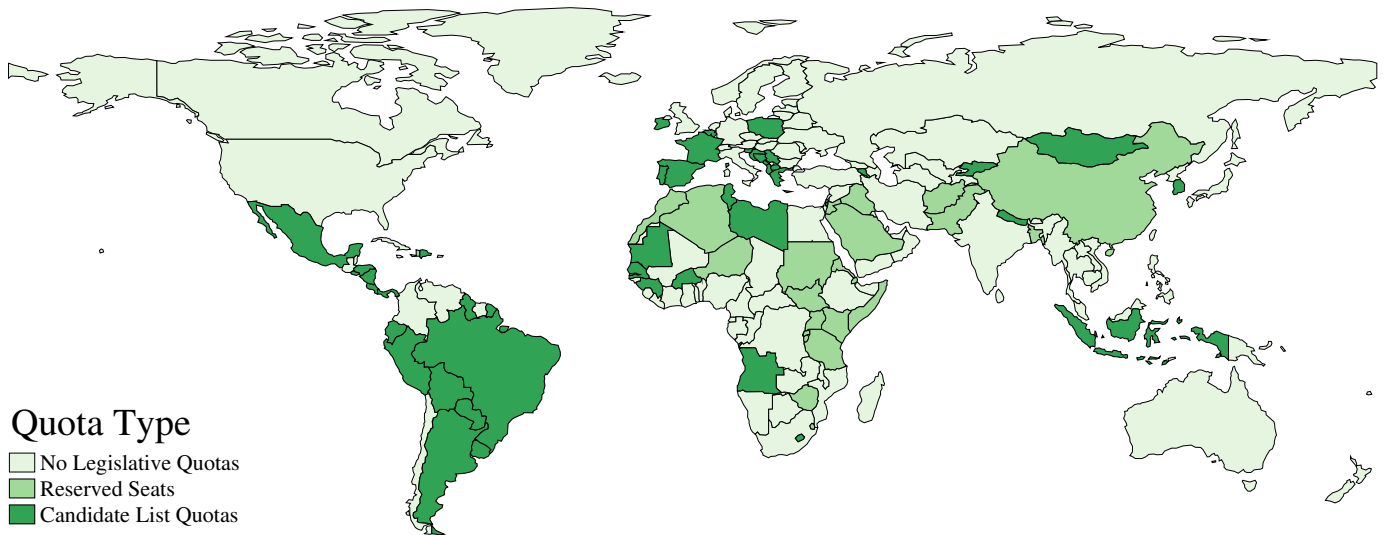 Quota Type
No Legislative Quotas
Reserved Seats
Candidate List Quotas